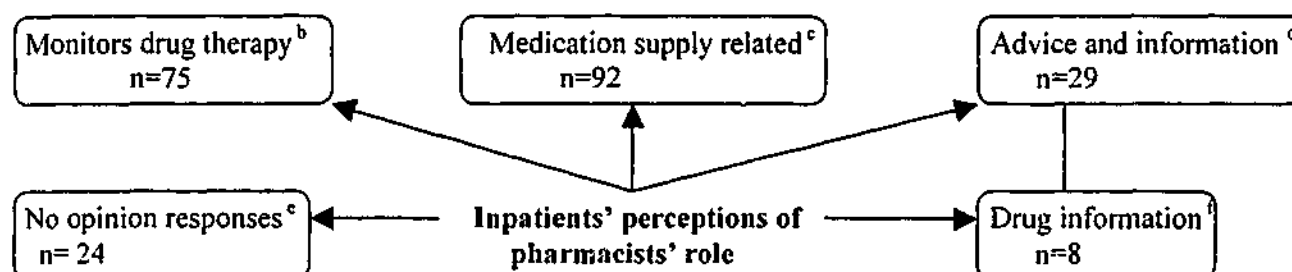 Monitors drug therapy b
n=75
Medication supply related c
n=92
Advice and information
n=29
No opinion responses e
n= 24
Inpatients' perceptions of
pharmacists' role
Drug information f
n=8